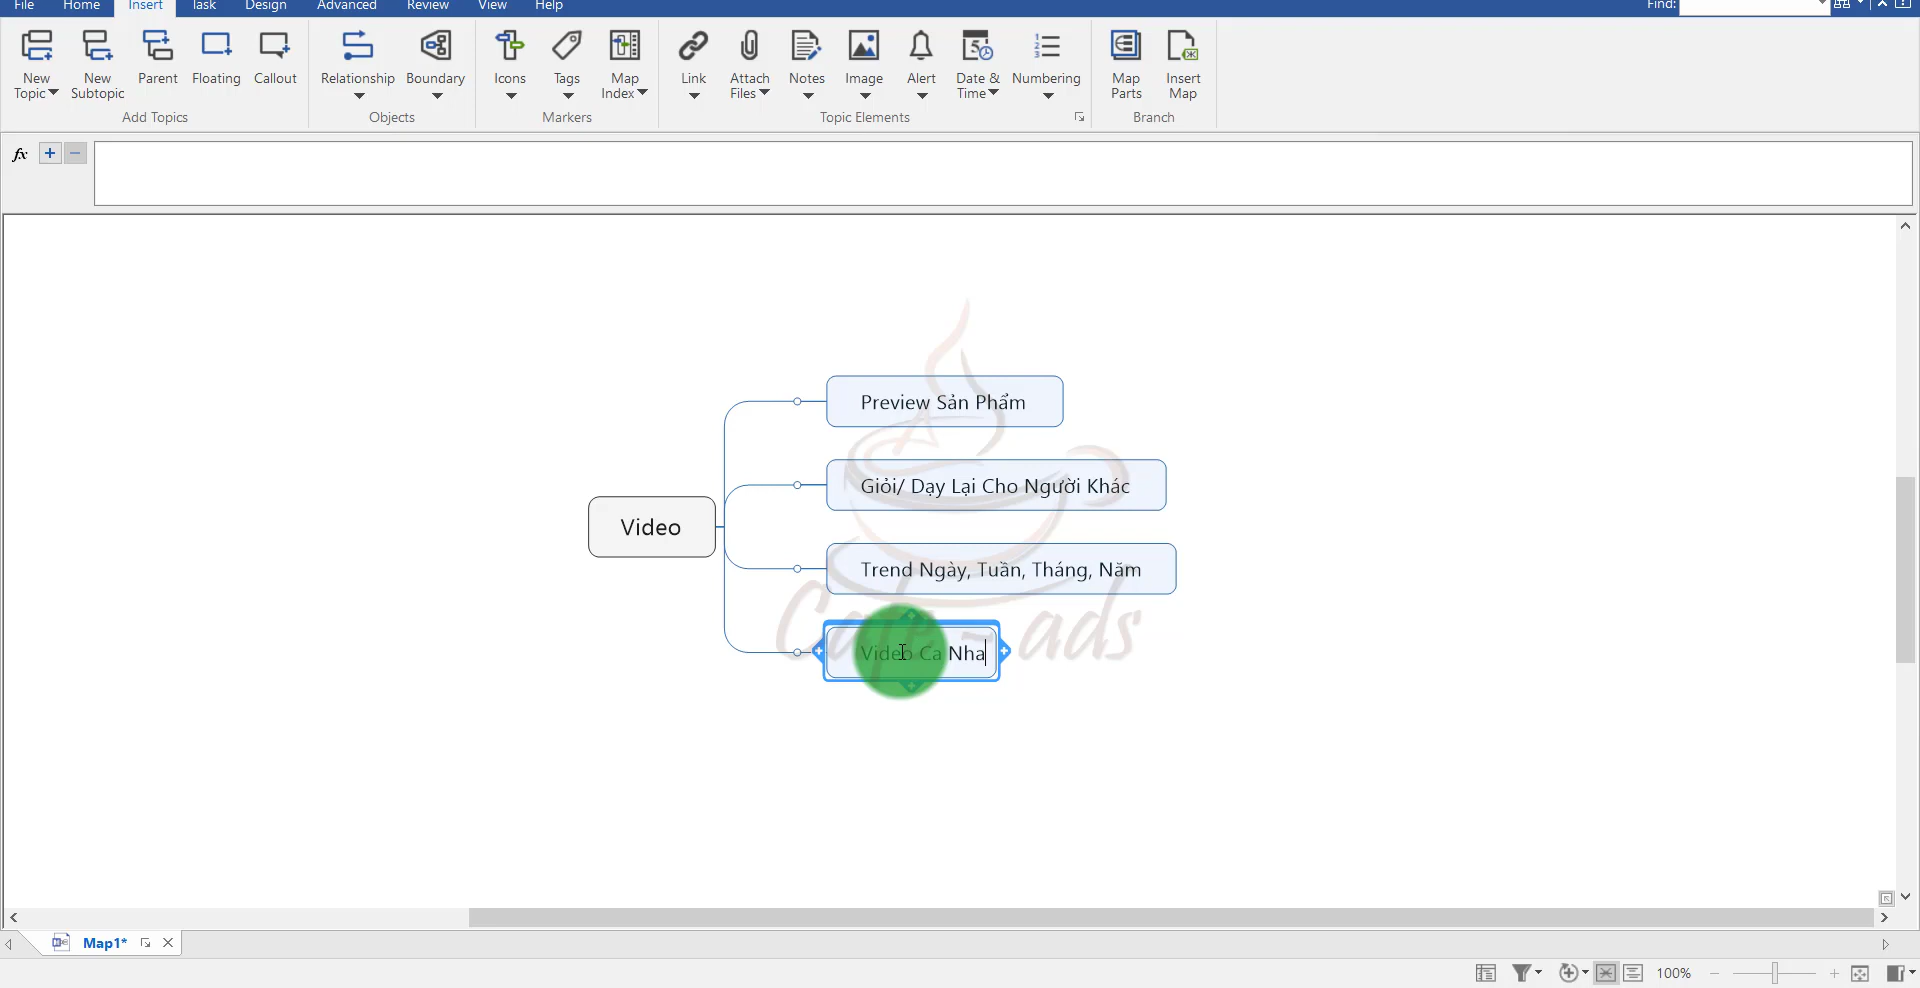 File Home Insert Task Design Advanced Review View Help Find:
New Topic
New Subtopic
Parent
Floating
Callout
Relationship
Boundary
Icons
Tags
Map Index
Link
Attach Files
Notes
Image
Alert
Date & Time
Numbering
Map Parts
Insert Map
Add Topics
Objects
Markers
Topic Elements
Branch
fx
Preview Sản Phẩm
Giỏi/ Dạy Lại Cho Người Khác
Video
Trend Ngày, Tuần, Tháng, Năm
Cafe - ads
Video Ca Nha
Map1*
100%